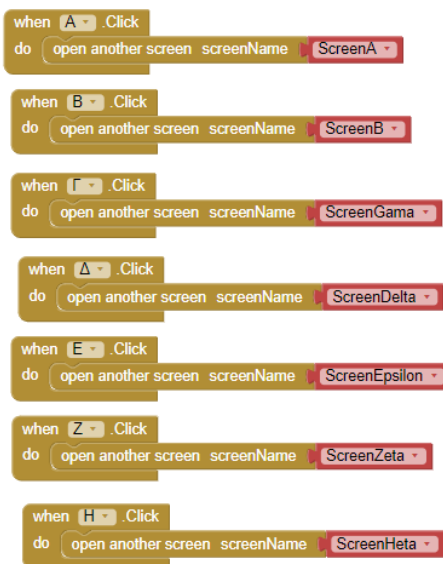 when Α .Click
do open another screen screenName ScreenA
when Β .Click
do open another screen screenName ScreenB
when Γ .Click
do open another screen screenName ScreenGama
when Δ .Click
do open another screen screenName ScreenDelta
when Ε .Click
do open another screen screenName ScreenEpsilon
when Ζ .Click
do open another screen screenName ScreenZeta
when Η .Click
do open another screen screenName ScreenHeta